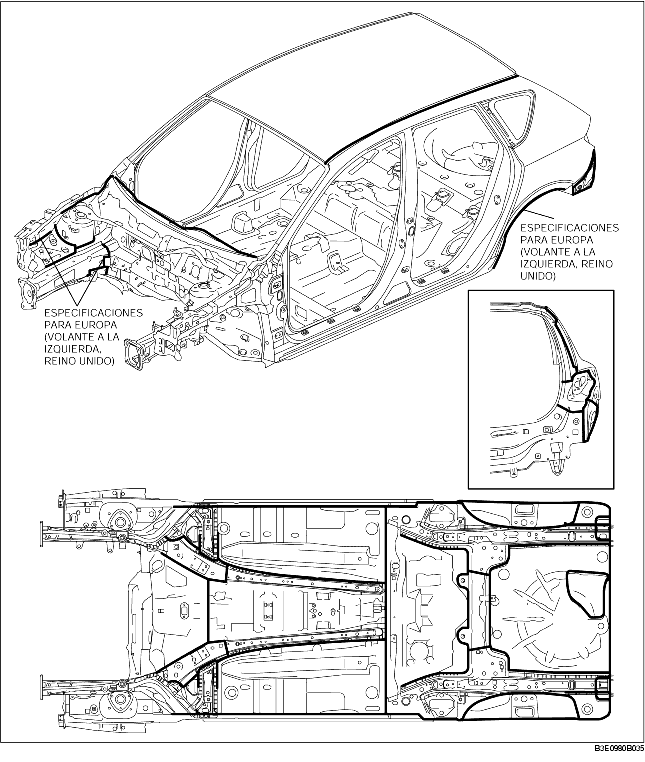 ESPECIFICACIONES
PARA EUROPA
(VOLANTE A LA
IZQUIERDA, REINO
UNIDO)
ESPECIFICACIONES
PARA EUROPA
(VOLANTE A LA
IZQUIERDA,
REINO UNIDO)
B3E0980B035